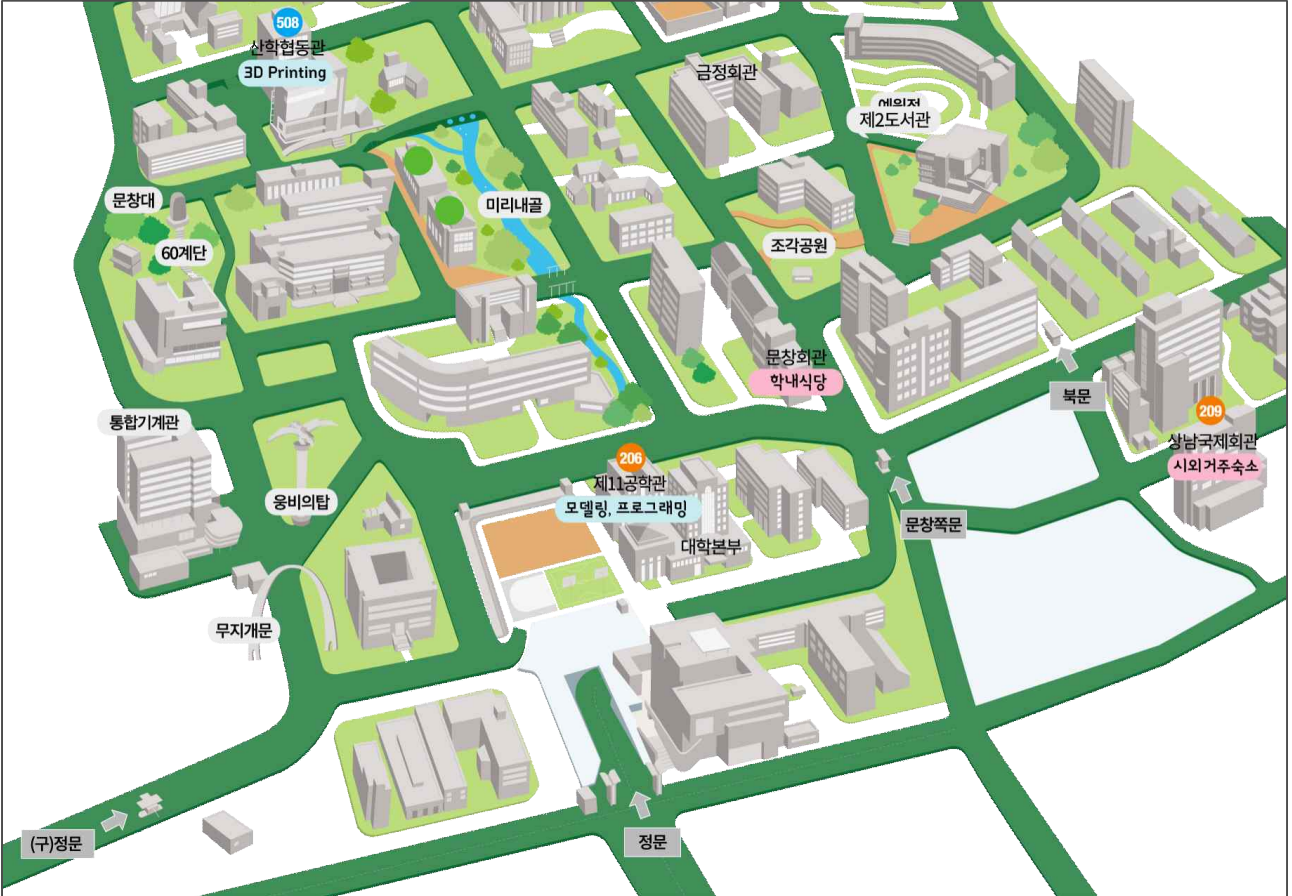 508
산학협동관
3D Printing
금정회관
제2도서관
문창대
60계단
미리내골
조각공원
문창회관
학내식당
북문
209
상남국제회관
시외거주숙소
통합기계관
웅비의탑
206
제11공학관
모델링, 프로그래밍
대학본부
문창쪽문
무지개문
(구)정문
정문